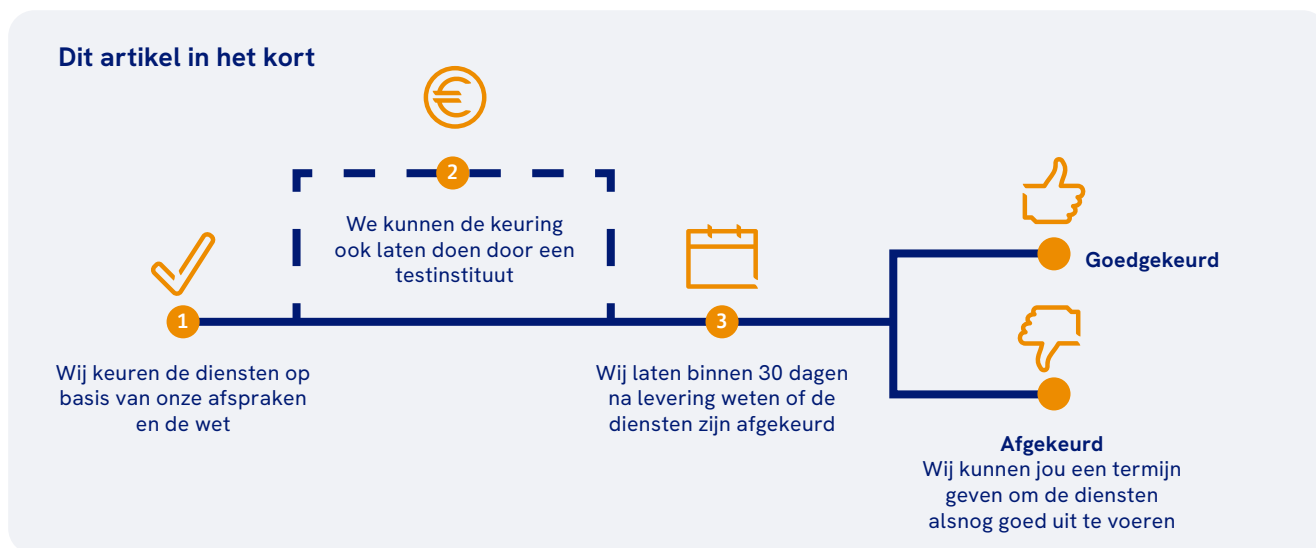 Dit artikel in het kort
2
We kunnen de keuring
ook laten doen door een
testinstituut
1
Wij keuren de diensten op
basis van onze afspraken
en de wet
3
Wij laten binnen 30 dagen
na levering weten of de
diensten zijn afgekeurd
Goedgekeurd
Afgekeurd
Wij kunnen jou een termijn
geven om de diensten
alsnog goed uit te voeren